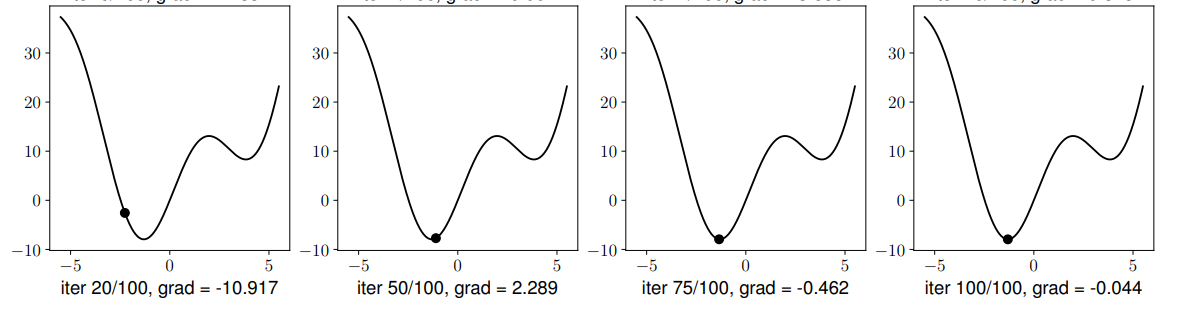 30 30 30 30
20 20 20 20
10 10 10 10
0 0 0 0
−10 −10 −10 −10
−5 0 5 −5 0 5 −5 0 5 −5 0 5
iter 20/100, grad = -10.917 iter 50/100, grad = 2.289 iter 75/100, grad = -0.462 iter 100/100, grad = -0.044